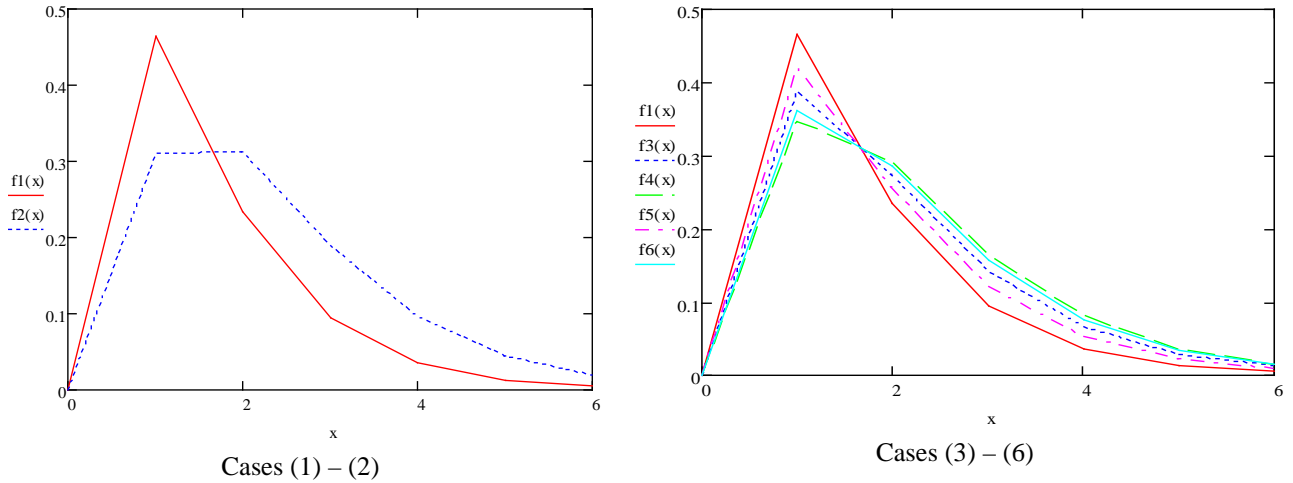 0.5
0.4
0.3
f1(x)
0.2
f2(x)
0.1
0
0 2 4 6
x
Cases (1) – (2)
0.5
0.4
f1(x)
f3(x)
0.3
f4(x)
f5(x)
0.2
f6(x)
0.1
0
0 2 4 6
x
Cases (3) – (6)